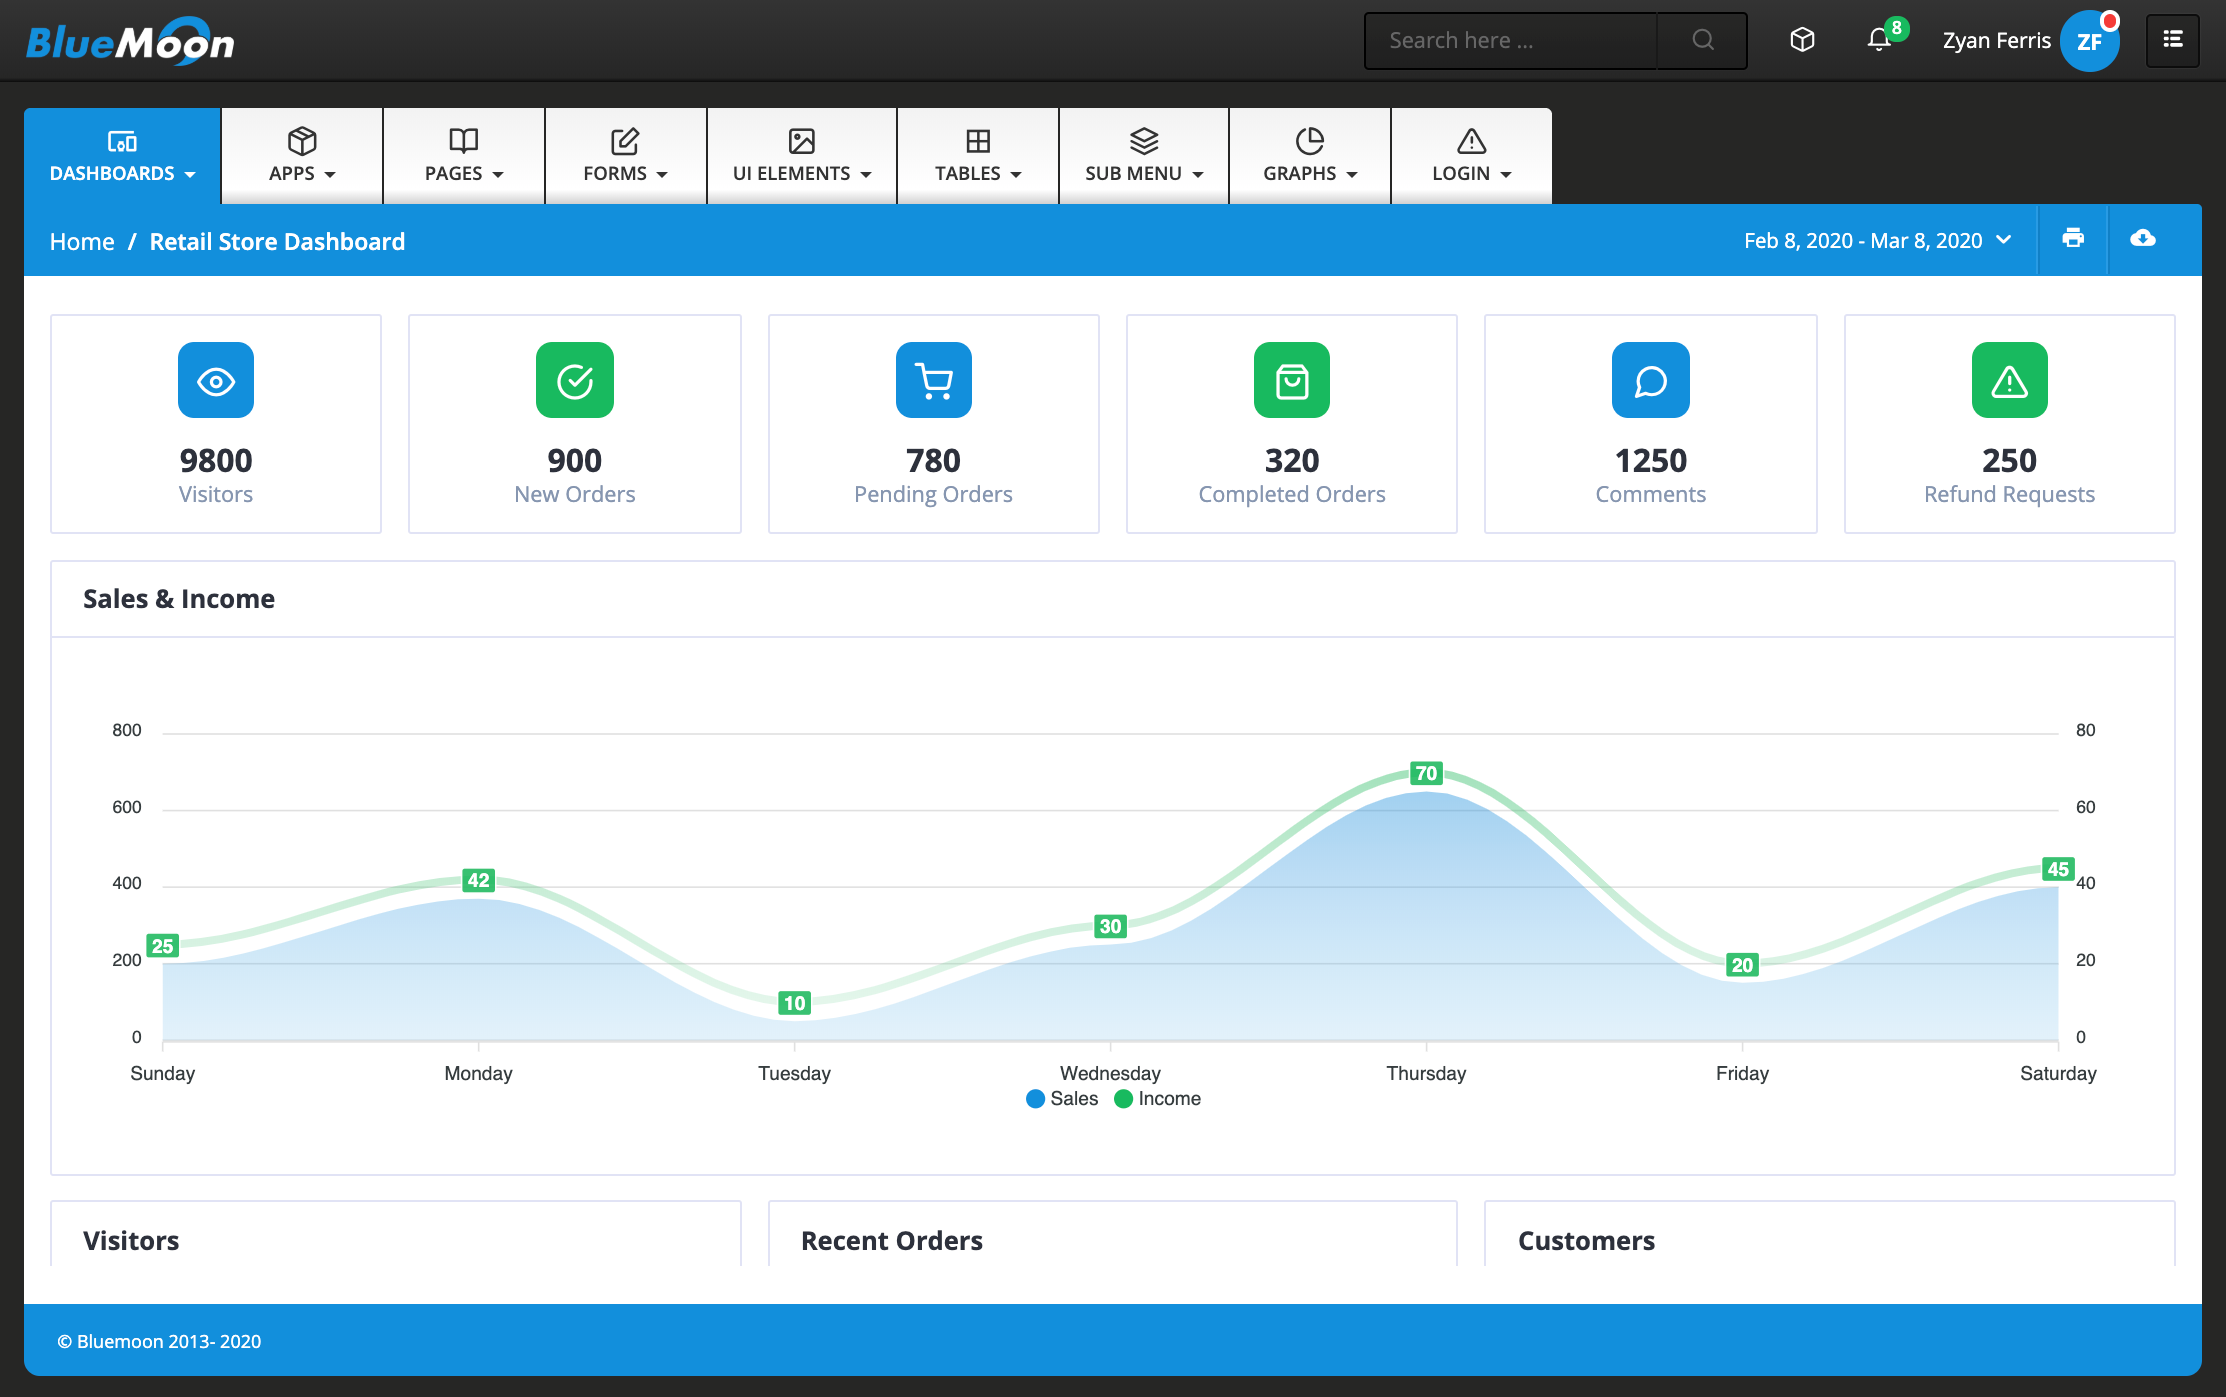 BlueMoon
Search here ...
8
Zyan Ferris
ZF
DASHBOARDS
APPS
PAGES
FORMS
UI ELEMENTS
TABLES
SUB MENU
GRAPHS
LOGIN
Home / Retail Store Dashboard
Feb 8, 2020 - Mar 8, 2020
9800
Visitors
900
New Orders
780
Pending Orders
320
Completed Orders
1250
Comments
250
Refund Requests
Sales & Income
800
600
400
200
0
25
42
10
30
70
20
45
80
60
40
20
0
Sunday
Monday
Tuesday
Wednesday
Thursday
Friday
Saturday
Sales
Income
Visitors
Recent Orders
Customers
© Bluemoon 2013- 2020